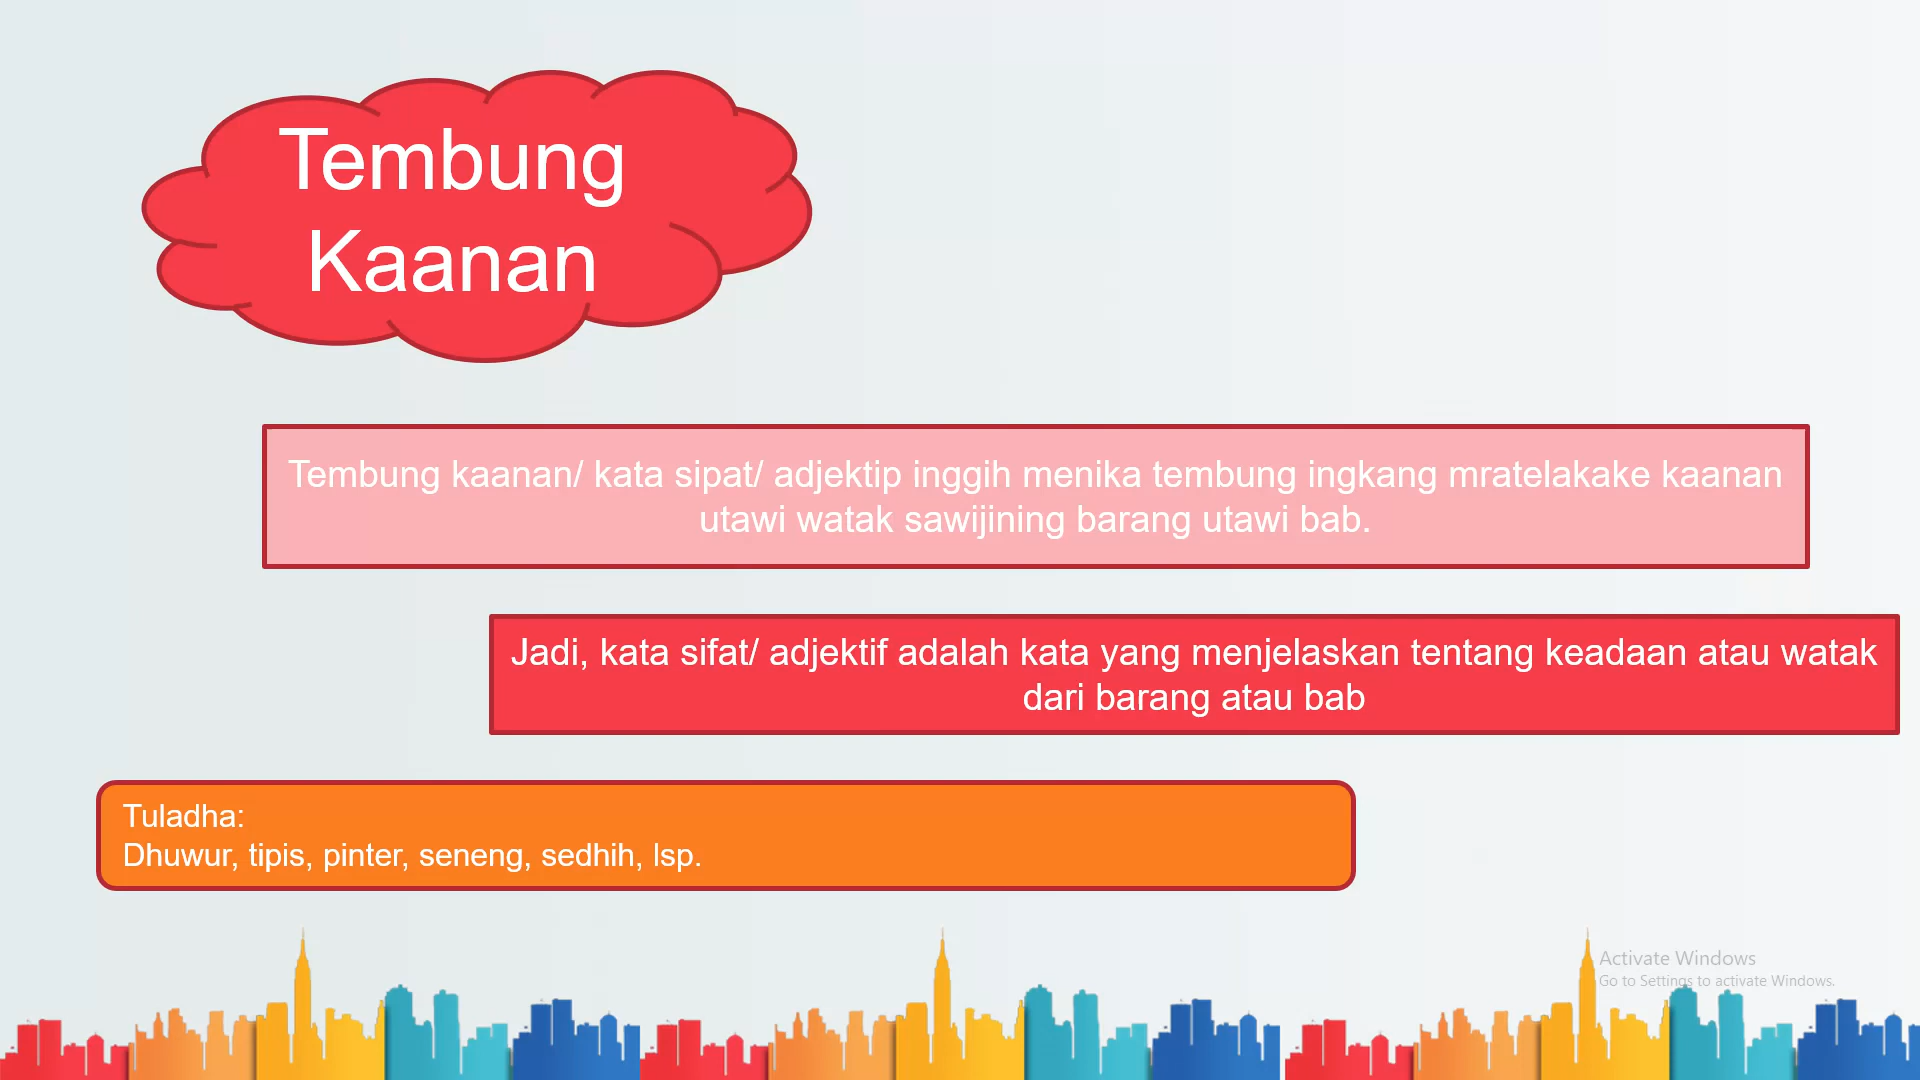 Tembung
Kaanan
Tembung kaanan/ kata sipat/ adjektip inggih menika tembung ingkang mratelakake kaanan
utawi watak sawijining barang utawi bab.
Jadi, kata sifat/ adjektif adalah kata yang menjelaskan tentang keadaan atau watak
dari barang atau bab
Tuladha:
Dhuwur, tipis, pinter, seneng, sedhih, lsp.
Activate Windows
Go to Settings to activate Windows.